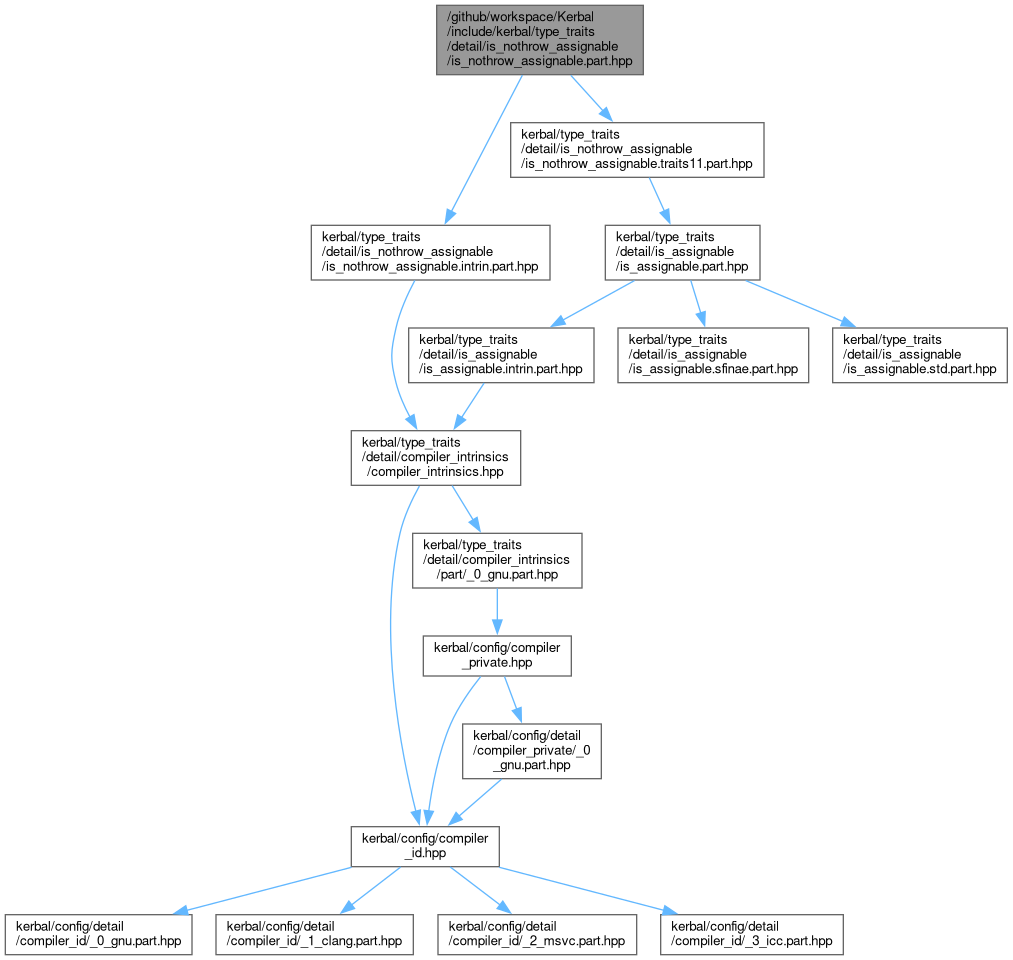 /github/workspace/Kerbal
/include/kerbal/type_traits
/detail/is_nothrow_assignable
/is_nothrow_assignable.part.hpp
kerbal/type_traits
/detail/is_nothrow_assignable
/is_nothrow_assignable.traits11.part.hpp
kerbal/type_traits
/detail/is_nothrow_assignable
/is_nothrow_assignable.intrin.part.hpp
kerbal/type_traits
/detail/is_assignable
/is_assignable.part.hpp
kerbal/type_traits
/detail/is_assignable
/is_assignable.intrin.part.hpp
kerbal/type_traits
/detail/is_assignable
/is_assignable.sfinae.part.hpp
kerbal/type_traits
/detail/is_assignable
/is_assignable.std.part.hpp
kerbal/type_traits
/detail/compiler_intrinsics
/compiler_intrinsics.hpp
kerbal/type_traits
/detail/compiler_intrinsics
/part/_0_gnu.part.hpp
kerbal/config/compiler
_private.hpp
kerbal/config/detail
/compiler_private/_0
_gnu.part.hpp
kerbal/config/compiler
_id.hpp
kerbal/config/detail
/compiler_id/_0_gnu.part.hpp
kerbal/config/detail
/compiler_id/_1_clang.part.hpp
kerbal/config/detail
/compiler_id/_2_msvc.part.hpp
kerbal/config/detail
/compiler_id/_3_icc.part.hpp